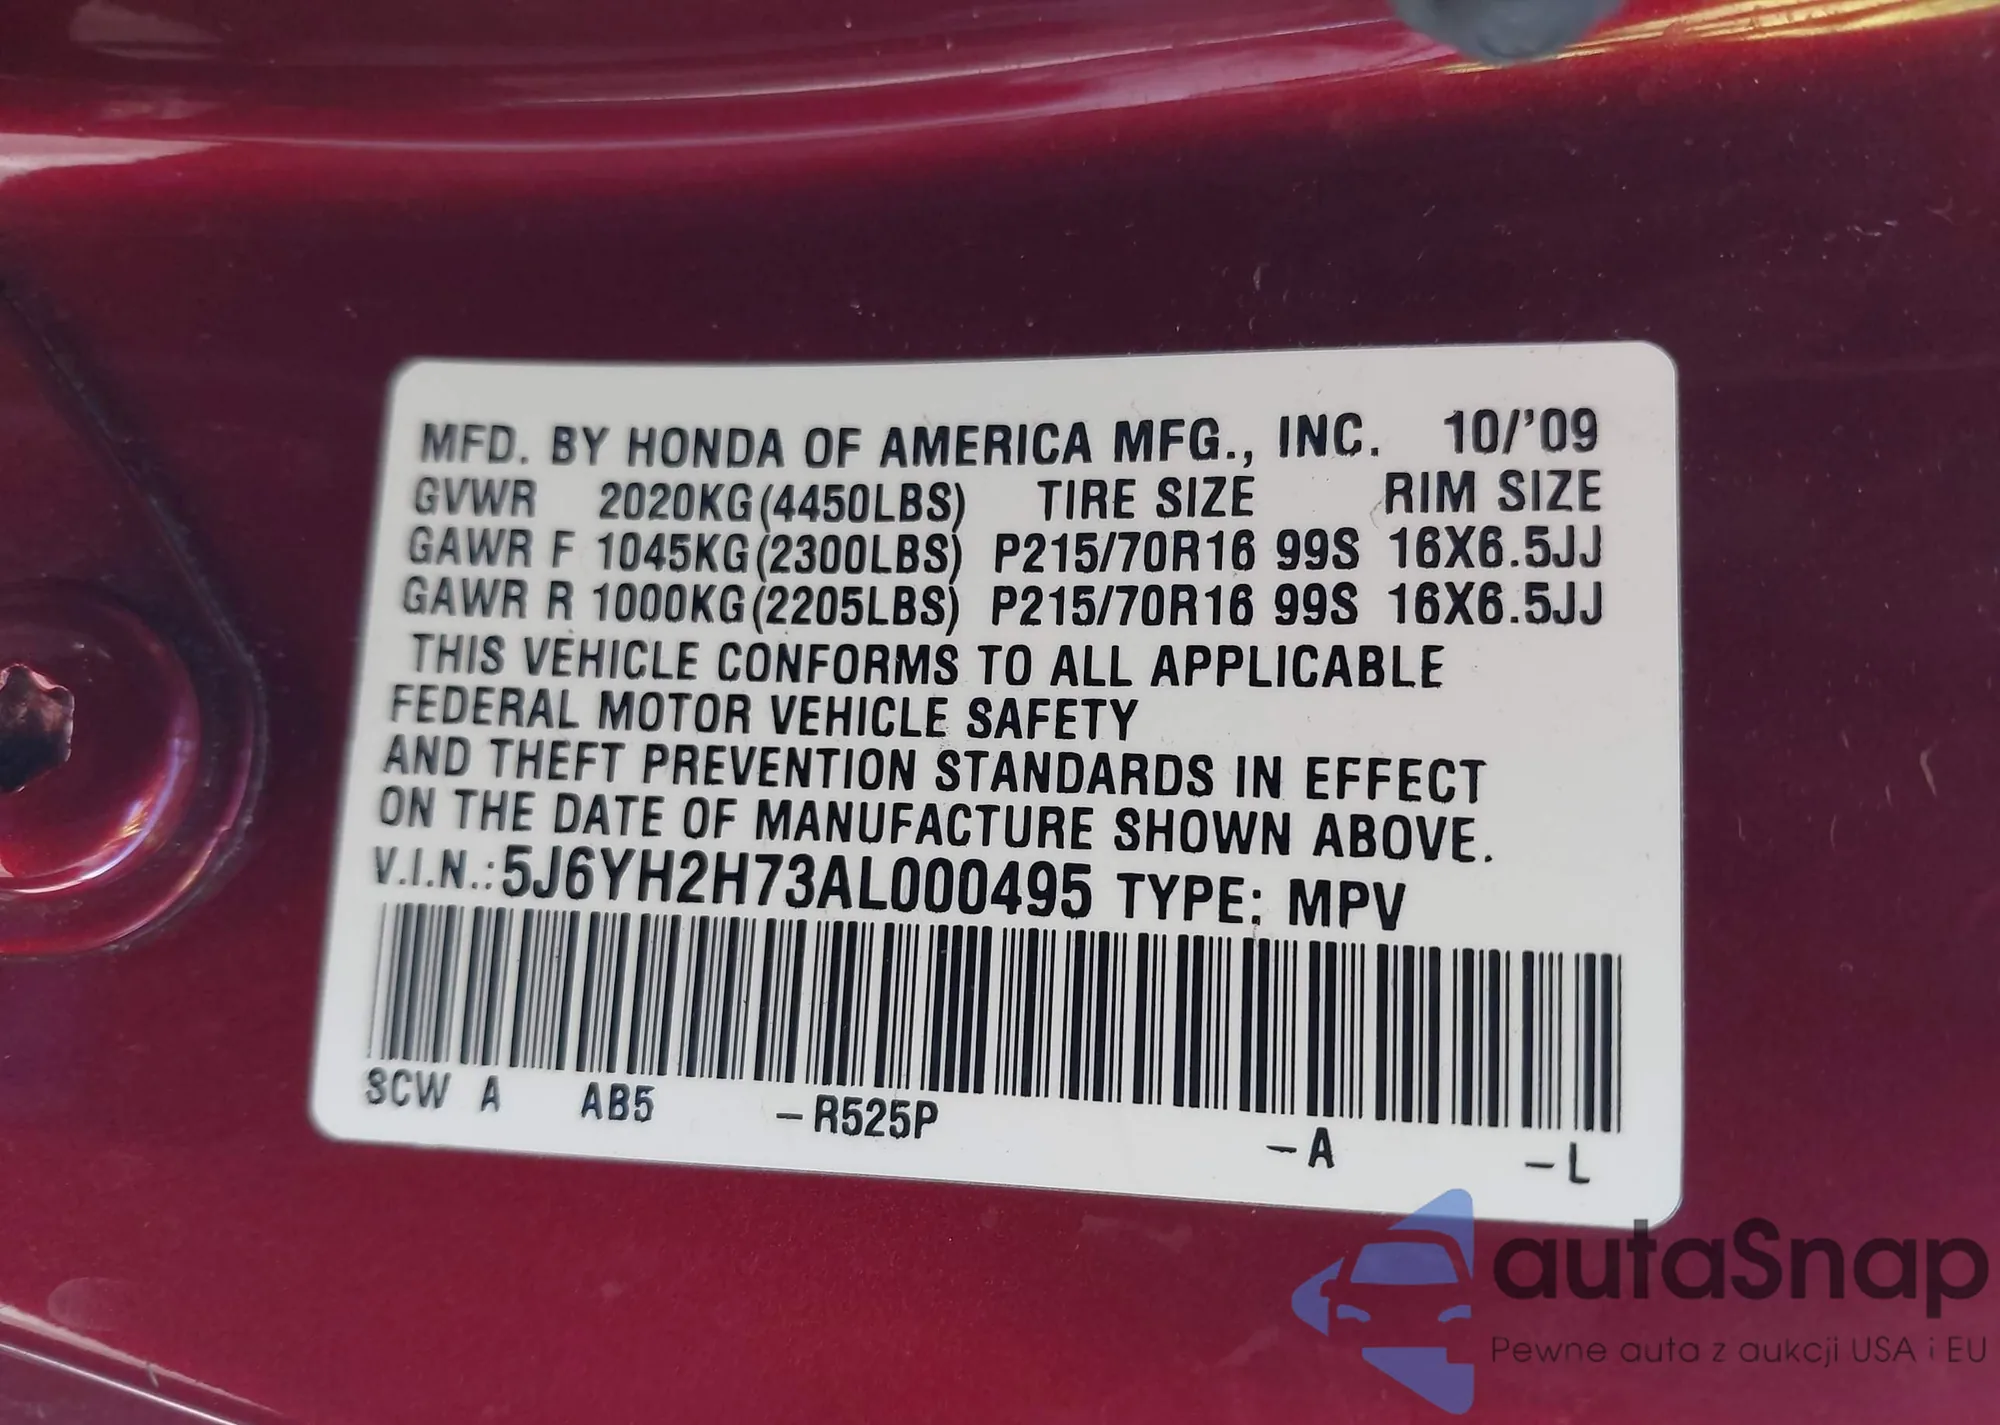 MFD. BY HONDA OF AMERICA MFG., INC. 10/'09
GVWR 2020KG(4450LBS) TIRE SIZE RIM SIZE
GAWR F 1045KG(2300LBS) P215/70R16 99S 16X6.5JJ
GAWR R 1000KG(2205LBS) P215/70R16 99S 16X6.5JJ
THIS VEHICLE CONFORMS TO ALL APPLICABLE
FEDERAL MOTOR VEHICLE SAFETY
AND THEFT PREVENTION STANDARDS IN EFFECT
ON THE DATE OF MANUFACTURE SHOWN ABOVE.
V.I.N.:5J6YH2H73AL000495 TYPE: MPV
SCW A AB5 -R525P -A -L
autaSnap
Pewne auta z aukcji USA i EU